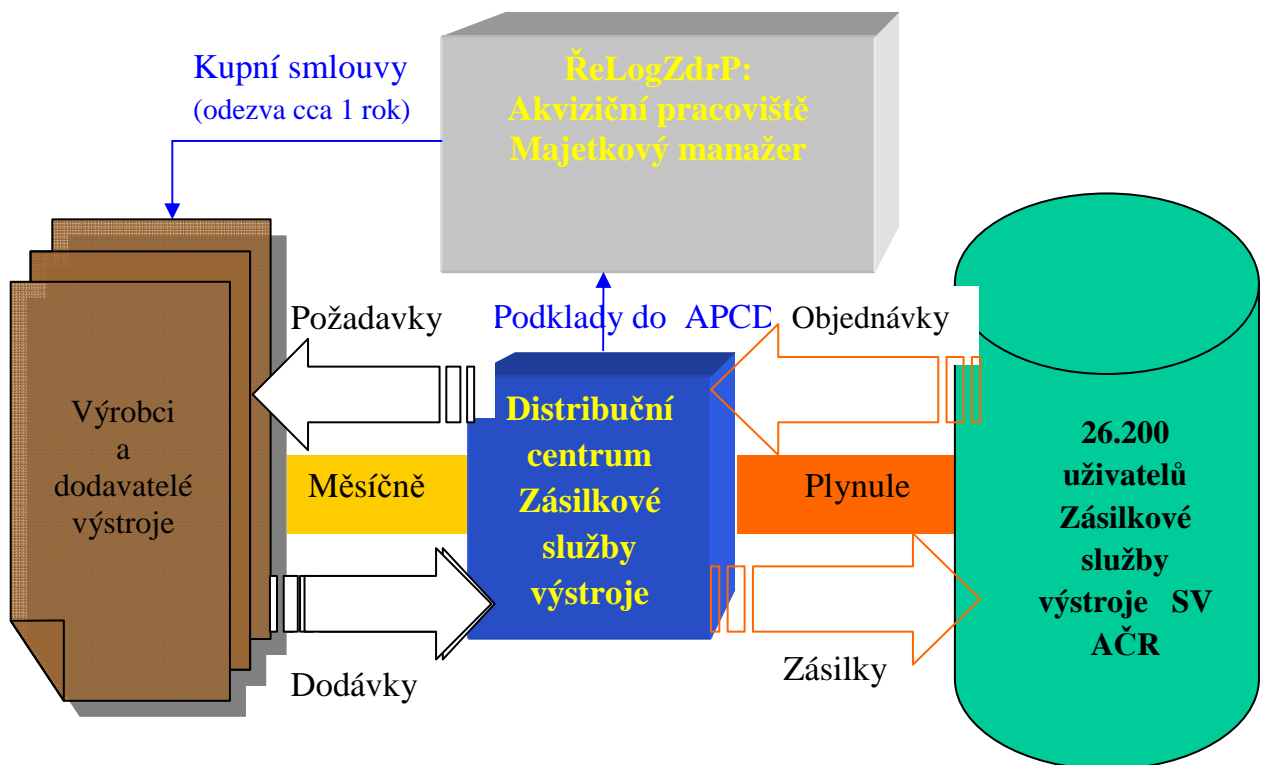 Kupní smlouvy
(odezva cca 1 rok)
ŘeLogZdrP:
Akviziční pracoviště
Majetkový manažer
Požadavky
Podklady do APCD
Objednávky
Výrobci
a
dodavatelé
výstroje
Měsíčně
Distribuční
centrum
Zásilkové
služby
výstroje
Plynule
26.200
uživatelů
Zásilkové
služby
výstroje SV
AČR
Dodávky
Zásilky